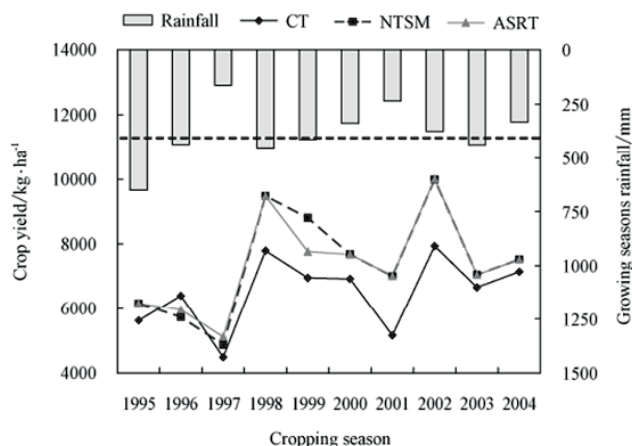 Rainfall CT NTSM ASRT
14000
12000
10000
8000
6000
4000
Crop yield/kg·ha⁻¹
0
250
500
750
1000
1250
1500
Growing seasons rainfall/mm
1995 1996 1997 1998 1999 2000 2001 2002 2003 2004
Cropping season